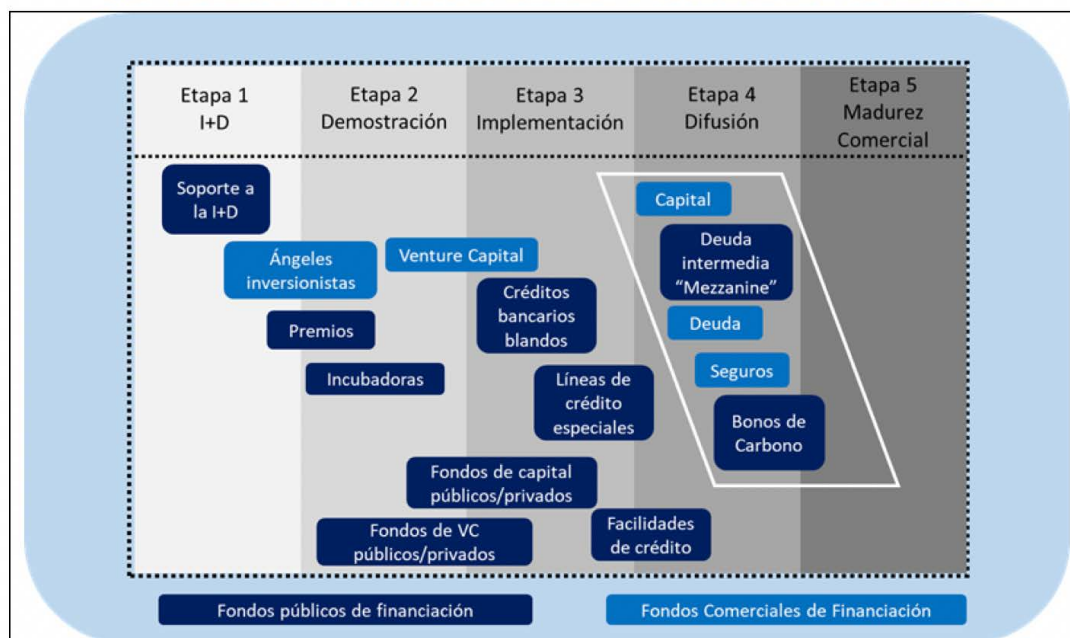 Etapa 1
I+D
Etapa 2
Demostración
Etapa 3
Implementación
Etapa 4
Difusión
Etapa 5
Madurez
Comercial
Soporte a
la I+D
Ángeles
inversionistas
Venture Capital
Premios
Incubadoras
Créditos
bancarios
blandos
Líneas de
crédito
especiales
Fondos de capital
públicos/privados
Fondos de VC
públicos/privados
Facilidades
de crédito
Capital
Deuda
intermedia
“Mezzanine”
Deuda
Seguros
Bonos de
Carbono
Fondos públicos de financiación
Fondos Comerciales de Financiación